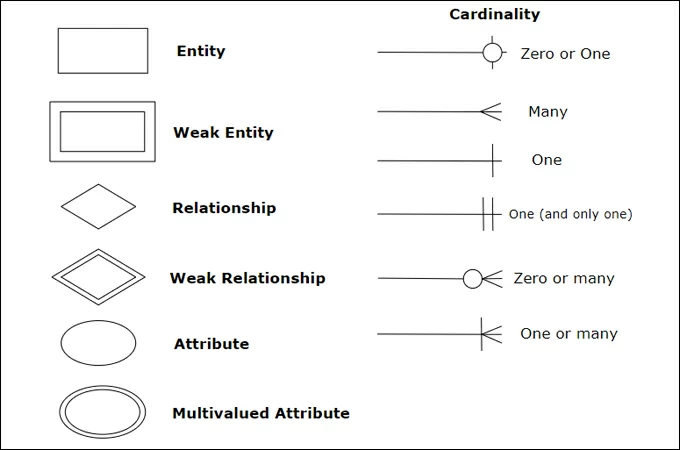 Entity
Weak Entity
Relationship
Weak Relationship
Attribute
Multivalued Attribute
Cardinality
Zero or One
Many
One
One (and only one)
Zero or many
One or many